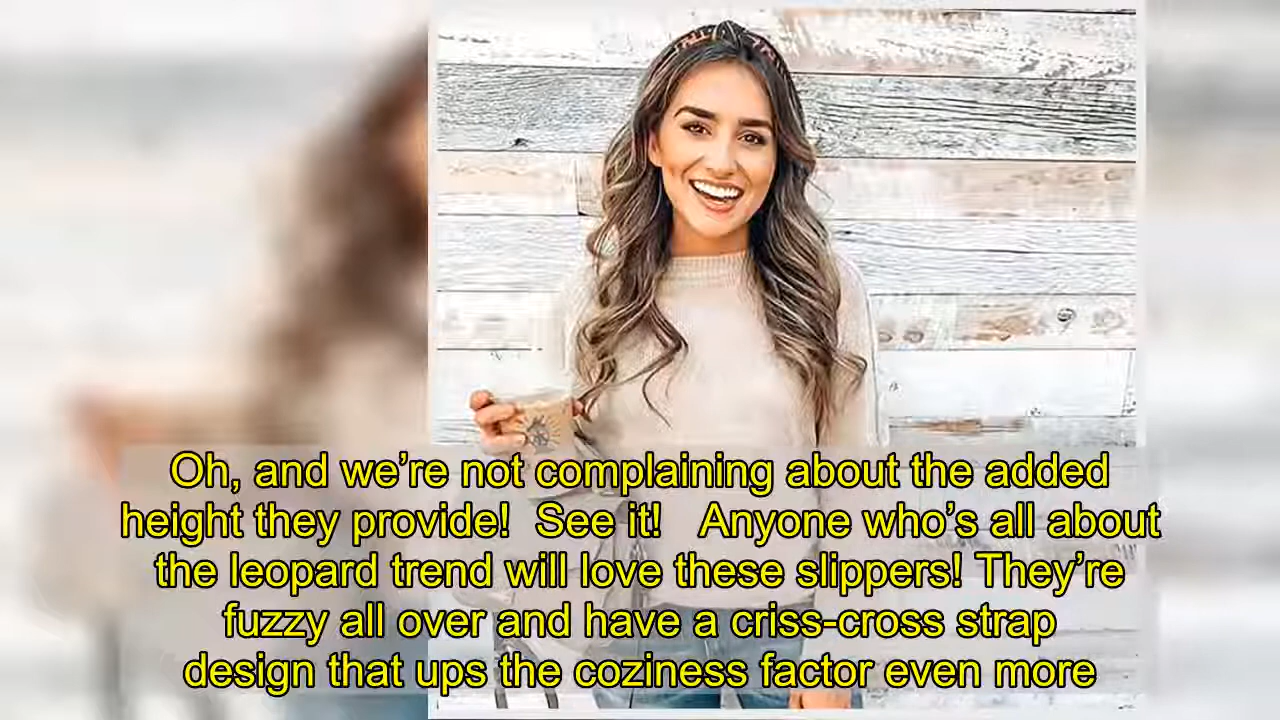 Oh, and we’re not complaining about the added
height they provide!  See it!   Anyone who’s all about
the leopard trend will love these slippers! They’re
fuzzy all over and have a criss-cross strap
design that ups the coziness factor even more